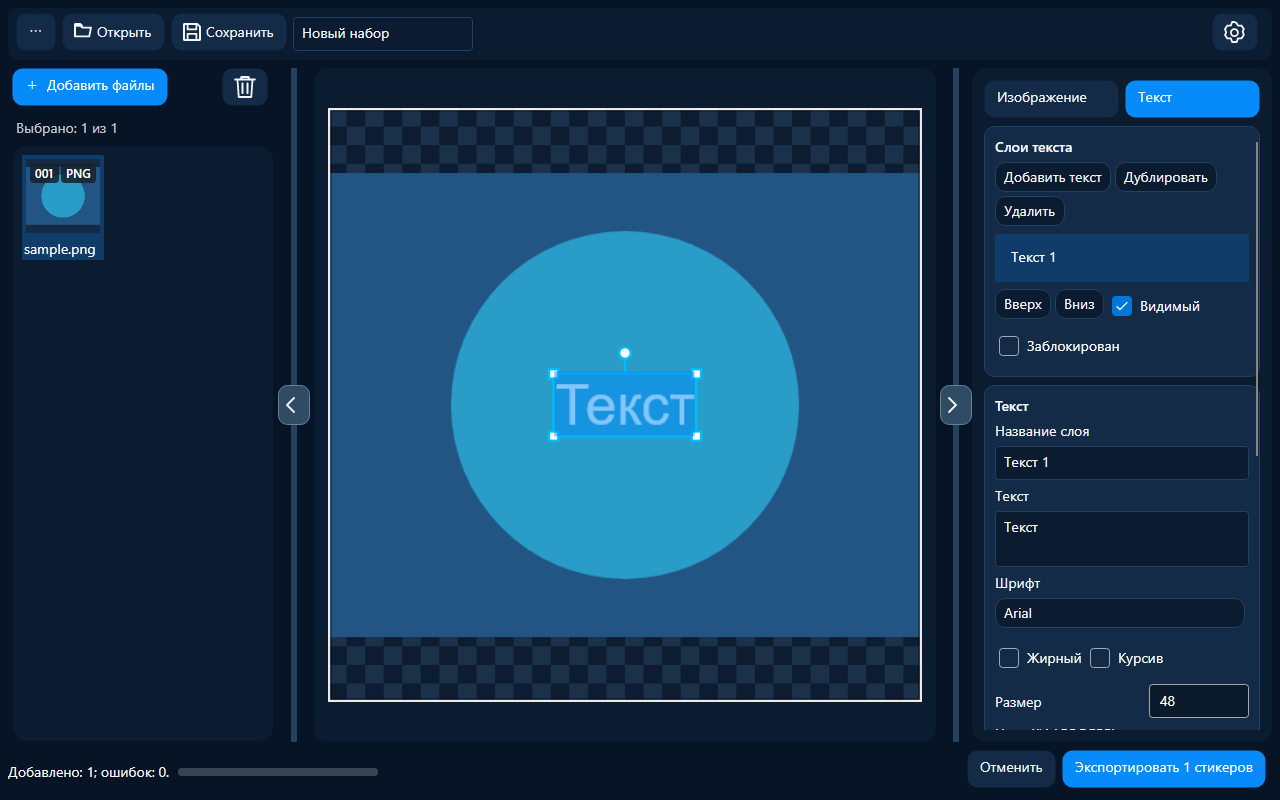 ...
Открыть
Сохранить
Новый набор
+ Добавить файлы
Выбрано: 1 из 1
001 PNG
sample.png
Текст
Изображение
Текст
Слои текста
Добавить текст
Дублировать
Удалить
Текст 1
Вверх
Вниз
Видимый
Заблокирован
Текст
Название слоя
Текст 1
Текст
Текст
Шрифт
Arial
Жирный
Курсив
Размер
48
Добавлено: 1; ошибок: 0.
Отменить
Экспортировать 1 стикеров